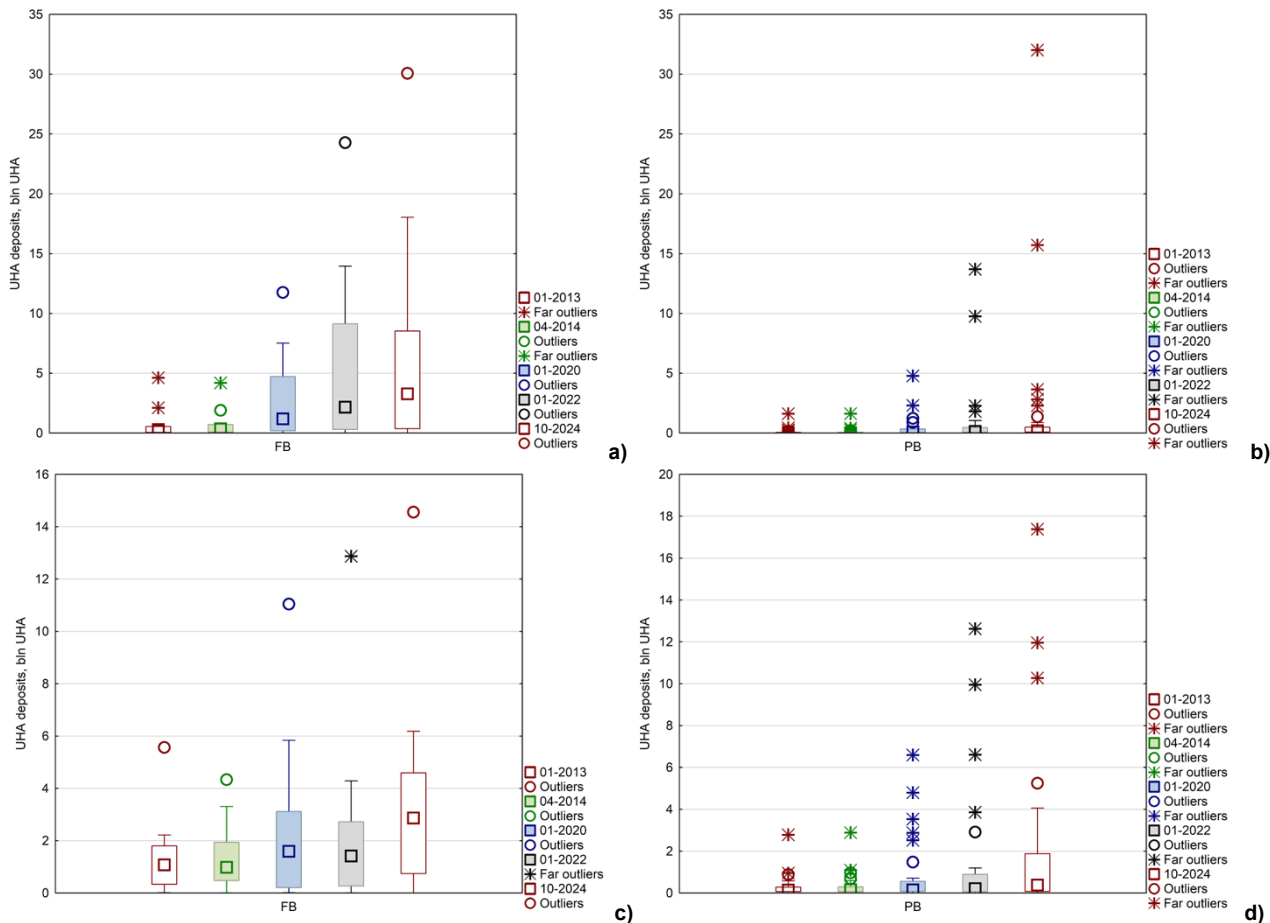 UHA deposits, bln UHA
35
30
25
20
15
10
5
0
FB
01-2013
Far outliers
04-2014
Outliers
Far outliers
01-2020
Outliers
01-2022
Outliers
10-2024
Outliers
a)
UHA deposits, bln UHA
35
30
25
20
15
10
5
0
PB
01-2013
Outliers
Far outliers
04-2014
Outliers
Far outliers
01-2020
Outliers
Far outliers
01-2022
Far outliers
10-2024
Outliers
Far outliers
b)
UHA deposits, bln UHA
16
14
12
10
8
6
4
2
0
FB
01-2013
Outliers
04-2014
Outliers
01-2020
Outliers
01-2022
Far outliers
10-2024
Outliers
c)
UHA deposits, bln UHA
20
18
16
14
12
10
8
6
4
2
0
PB
01-2013
Outliers
Far outliers
04-2014
Outliers
Far outliers
01-2020
Outliers
Far outliers
01-2022
Outliers
Far outliers
10-2024
Outliers
Far outliers
d)